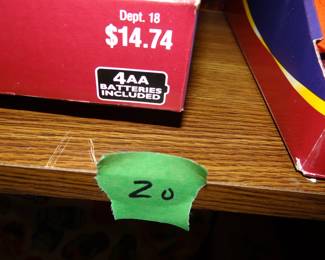 Dept. 18
$14.74
4AA
BATTERIES
INCLUDED
20